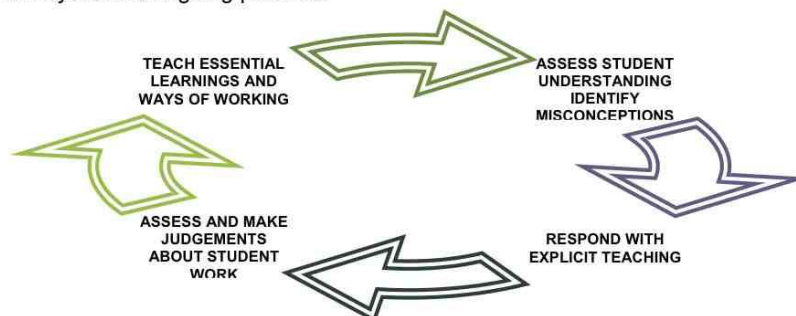 TEACH ESSENTIAL
LEARNINGS AND
WAYS OF WORKING
ASSESS STUDENT
UNDERSTANDING
IDENTIFY
MISCONCEPTIONS
RESPOND WITH
EXPLICIT TEACHING
ASSESS AND MAKE
JUDGEMENTS
ABOUT STUDENT
WORK